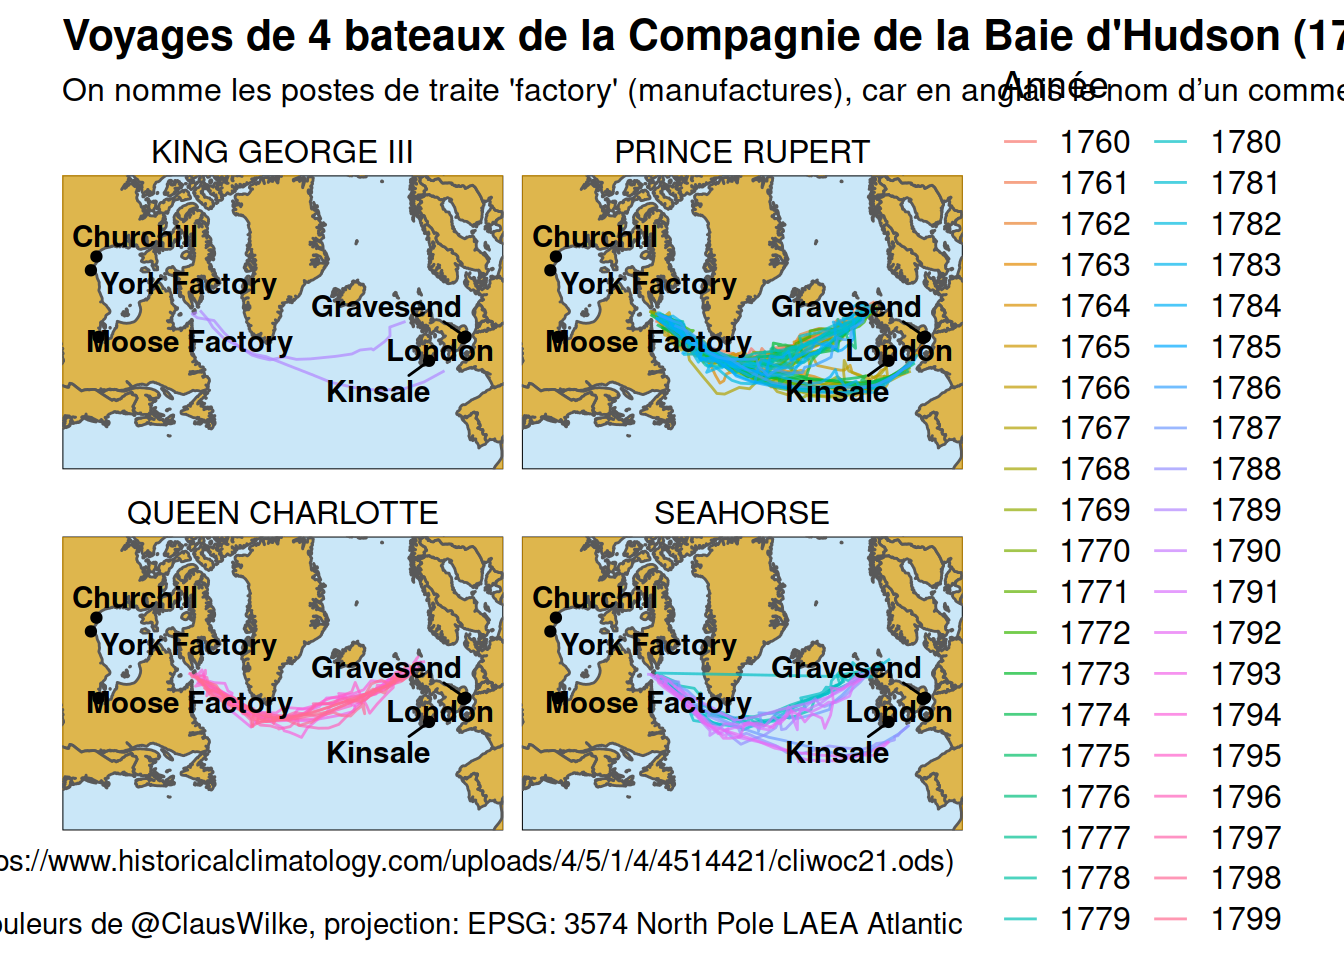 Voyages de 4 bateaux de la Compagnie de la Baie d'Hudson (17
On nomme les postes de traite 'factory' (manufactures), car en anglais le nom d’un comme
Année
KING GEORGE III
Churchill
York Factory
Gravesend
Moose Factory
London
Kinsale
PRINCE RUPERT
Churchill
York Factory
Gravesend
Moose Factory
London
Kinsale
QUEEN CHARLOTTE
Churchill
York Factory
Gravesend
Moose Factory
London
Kinsale
SEAHORSE
Churchill
York Factory
Gravesend
Moose Factory
London
Kinsale
1760 1780
1761 1781
1762 1782
1763 1783
1764 1784
1765 1785
1766 1786
1767 1787
1768 1788
1769 1789
1770 1790
1771 1791
1772 1792
1773 1793
1774 1794
1775 1795
1776 1796
1777 1797
1778 1798
1779 1799
ps://www.historicalclimatology.com/uploads/4/5/1/4/4514421/cliwoc21.ods)
ouleurs de @ClausWilke, projection: EPSG: 3574 North Pole LAEA Atlantic